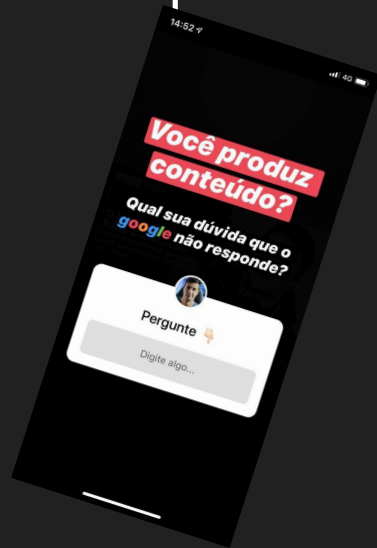 14:52
4G
Você produz
conteúdo?
Qual sua dúvida que o
google não responde?
Pergunte
Digite algo...